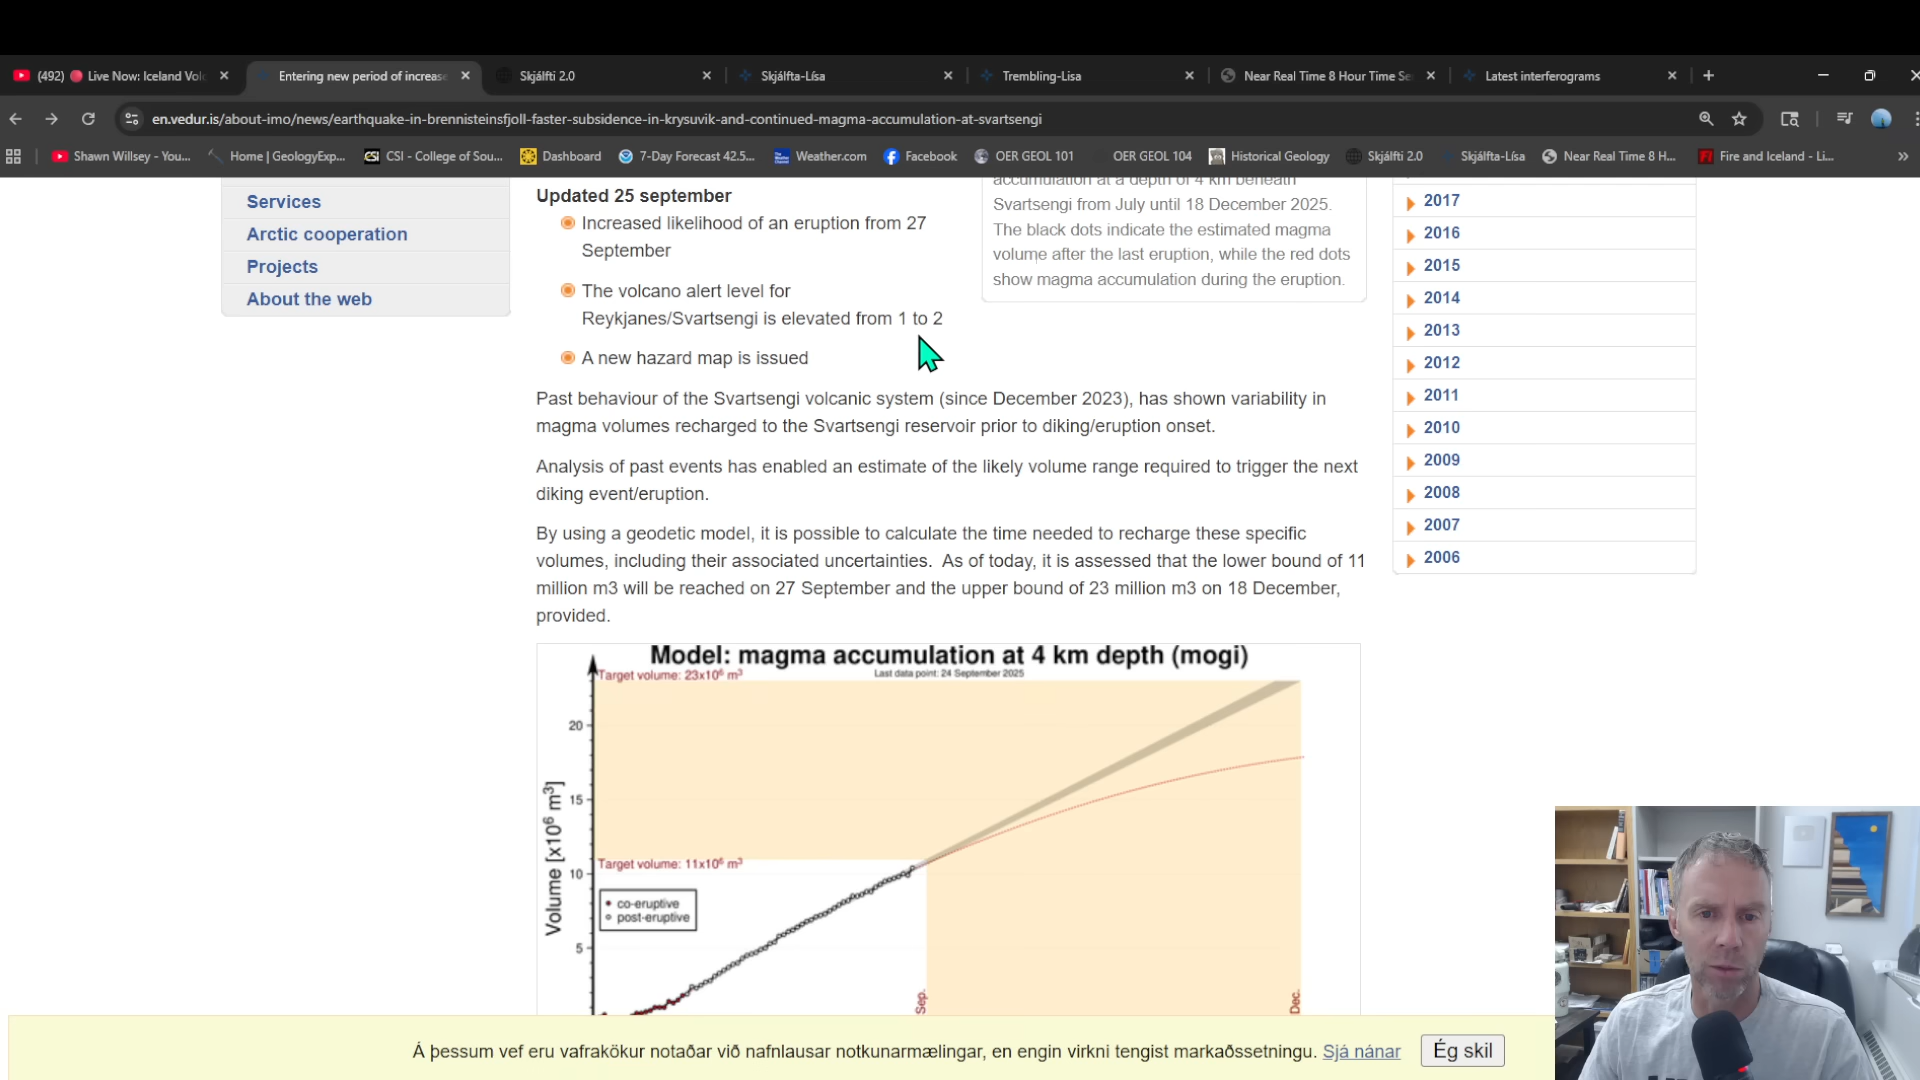 (492) Live Now: Iceland Vol
Entering new period of increase
Skjálfti 2.0
Skjálfta-Lísa
Trembling-Lisa
Near Real Time 8 Hour Time Se
Latest interferograms
en.vedur.is/about-imo/news/earthquake-in-brennisteinsfjoll-faster-subsidence-in-krysuvik-and-continued-magma-accumulation-at-svartsengi
Shawn Willsey - You...
Home | GeologyExp...
CSI - College of Sou...
Dashboard
7-Day Forecast 42.5...
Weather.com
Facebook
OER GEOL 101
OER GEOL 104
Historical Geology
Skjálfti 2.0
Skjálfta-Lísa
Near Real Time 8 H...
Fire and Iceland - Li...
Services
Arctic cooperation
Projects
About the web
Updated 25 september
Increased likelihood of an eruption from 27
September
The volcano alert level for
Reykjanes/Svartsengi is elevated from 1 to 2
A new hazard map is issued
accumulation at a depth of 4 km beneath
Svartsengi from July until 18 December 2025.
The black dots indicate the estimated magma
volume after the last eruption, while the red dots
show magma accumulation during the eruption.
Past behaviour of the Svartsengi volcanic system (since December 2023), has shown variability in
magma volumes recharged to the Svartsengi reservoir prior to diking/eruption onset.
Analysis of past events has enabled an estimate of the likely volume range required to trigger the next
diking event/eruption.
By using a geodetic model, it is possible to calculate the time needed to recharge these specific
volumes, including their associated uncertainties. As of today, it is assessed that the lower bound of 11
million m3 will be reached on 27 September and the upper bound of 23 million m3 on 18 December,
provided.
Model: magma accumulation at 4 km depth (mogi)
Last data point: 24 September 2025
Target volume: 23x10⁶ m³
20
15
Volume [x10⁶ m³]
Target volume: 11x10⁶ m³
10
co-eruptive
post-eruptive
5
Sep.
Dec.
2017
2016
2015
2014
2013
2012
2011
2010
2009
2008
2007
2006
Á þessum vef eru vafrakökur notaðar við nafnlausar notkunarmælingar, en engin virkni tengist markaðssetningu. Sjá nánar
Ég skil